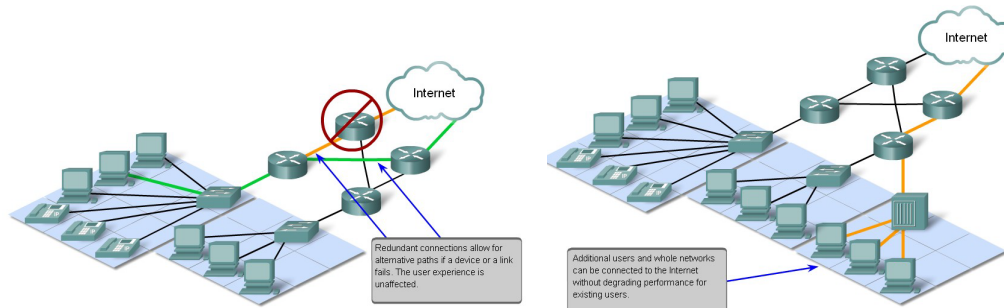 Internet
Redundant connections allow for
alternative paths if a device or a link
fails. The user experience is
unaffected.
Internet
Additional users and whole networks
can be connected to the Internet
without degrading performance for
existing users.